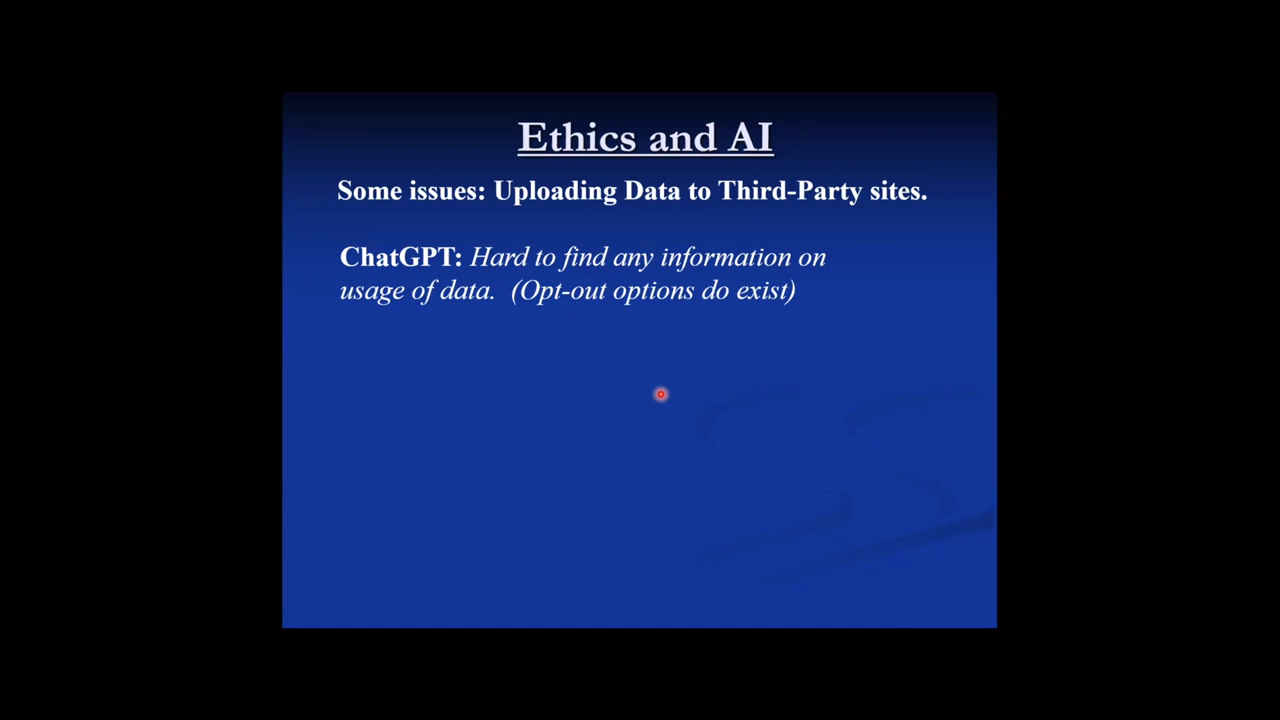 Ethics and AI
Some issues: Uploading Data to Third-Party sites.
ChatGPT: Hard to find any information on
usage of data.  (Opt-out options do exist)